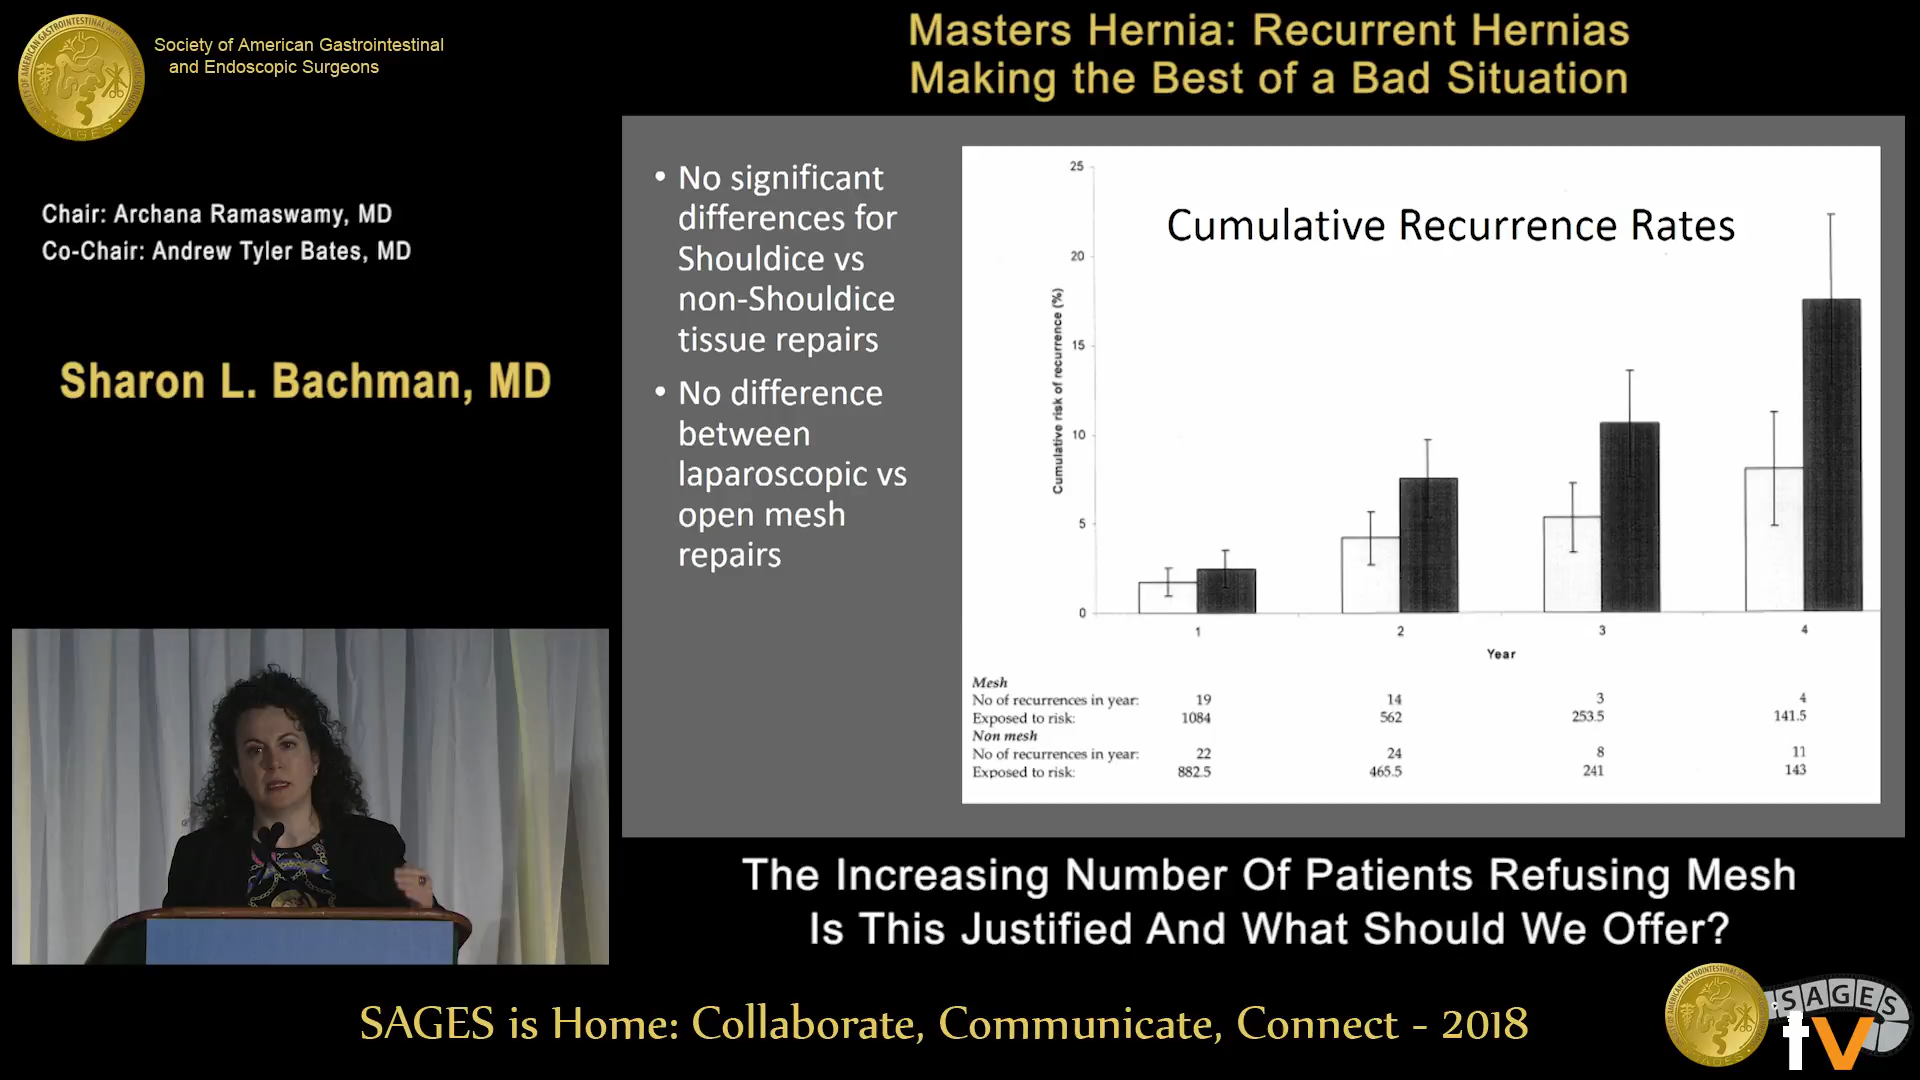 Society of American Gastrointestinal
and Endoscopic Surgeons
Masters Hernia: Recurrent Hernias
Making the Best of a Bad Situation
Chair: Archana Ramaswamy, MD
Co-Chair: Andrew Tyler Bates, MD
Sharon L. Bachman, MD
• No significant
differences for
Shouldice vs
non-Shouldice
tissue repairs
• No difference
between
laparoscopic vs
open mesh
repairs
Cumulative Recurrence Rates
Cumulative risk of recurrence (%)
25
20
15
10
5
0
1 2 3 4
Year
Mesh
No of recurrences in year: 19 14 3 4
Exposed to risk: 1084 562 253.5 141.5
Non mesh
No of recurrences in year: 22 24 8 11
Exposed to risk: 882.5 465.5 241 143
The Increasing Number Of Patients Refusing Mesh
Is This Justified And What Should We Offer?
SAGES is Home: Collaborate, Communicate, Connect - 2018
SAGES
tv